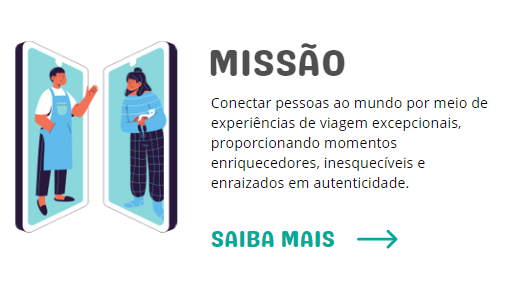 MISSÃO
Conectar pessoas ao mundo por meio de
experiências de viagem excepcionais,
proporcionando momentos
enriquecedores, inesquecíveis e
enraizados em autenticidade.
SAIBA MAIS